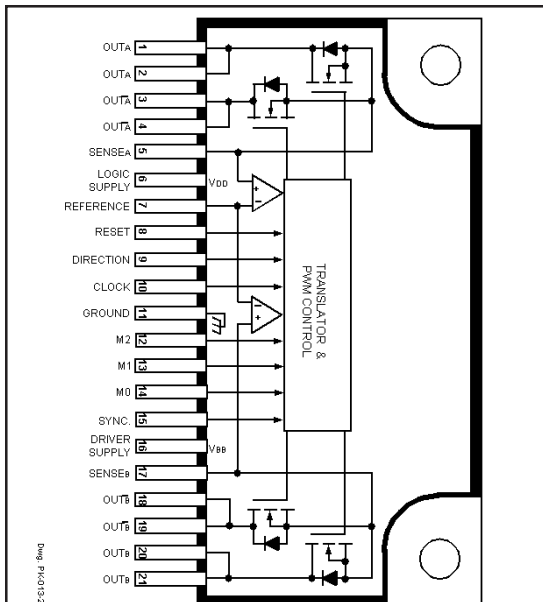 OUTA 1
OUTA 2
OUTA̅ 3
OUTA̅ 4
SENSEA 5
LOGIC
SUPPLY 6 VDD
REFERENCE 7
RESET 8
DIRECTION 9
CLOCK 10
GROUND 11
M2 12
M1 13
M0 14
SYNC. 15
DRIVER
SUPPLY 16 VBB
SENSEB 17
OUTB̅ 18
OUTB̅ 19
OUTB 20
OUTB 21
+
−
−
+
TRANSLATOR &
PWM CONTROL
Dwg. PK-013-2